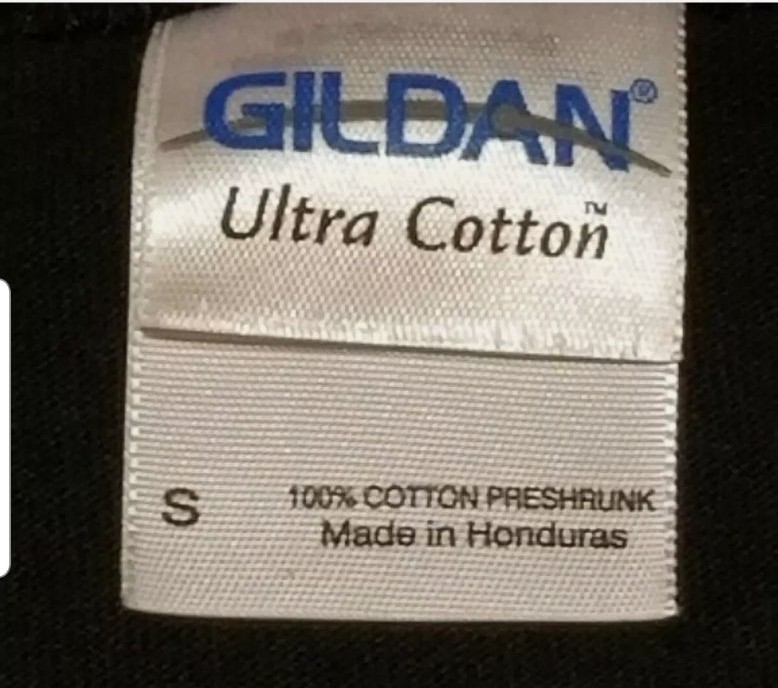 GILDAN®
Ultra Cotton™
S 100% COTTON PRESHRUNK
Made in Honduras